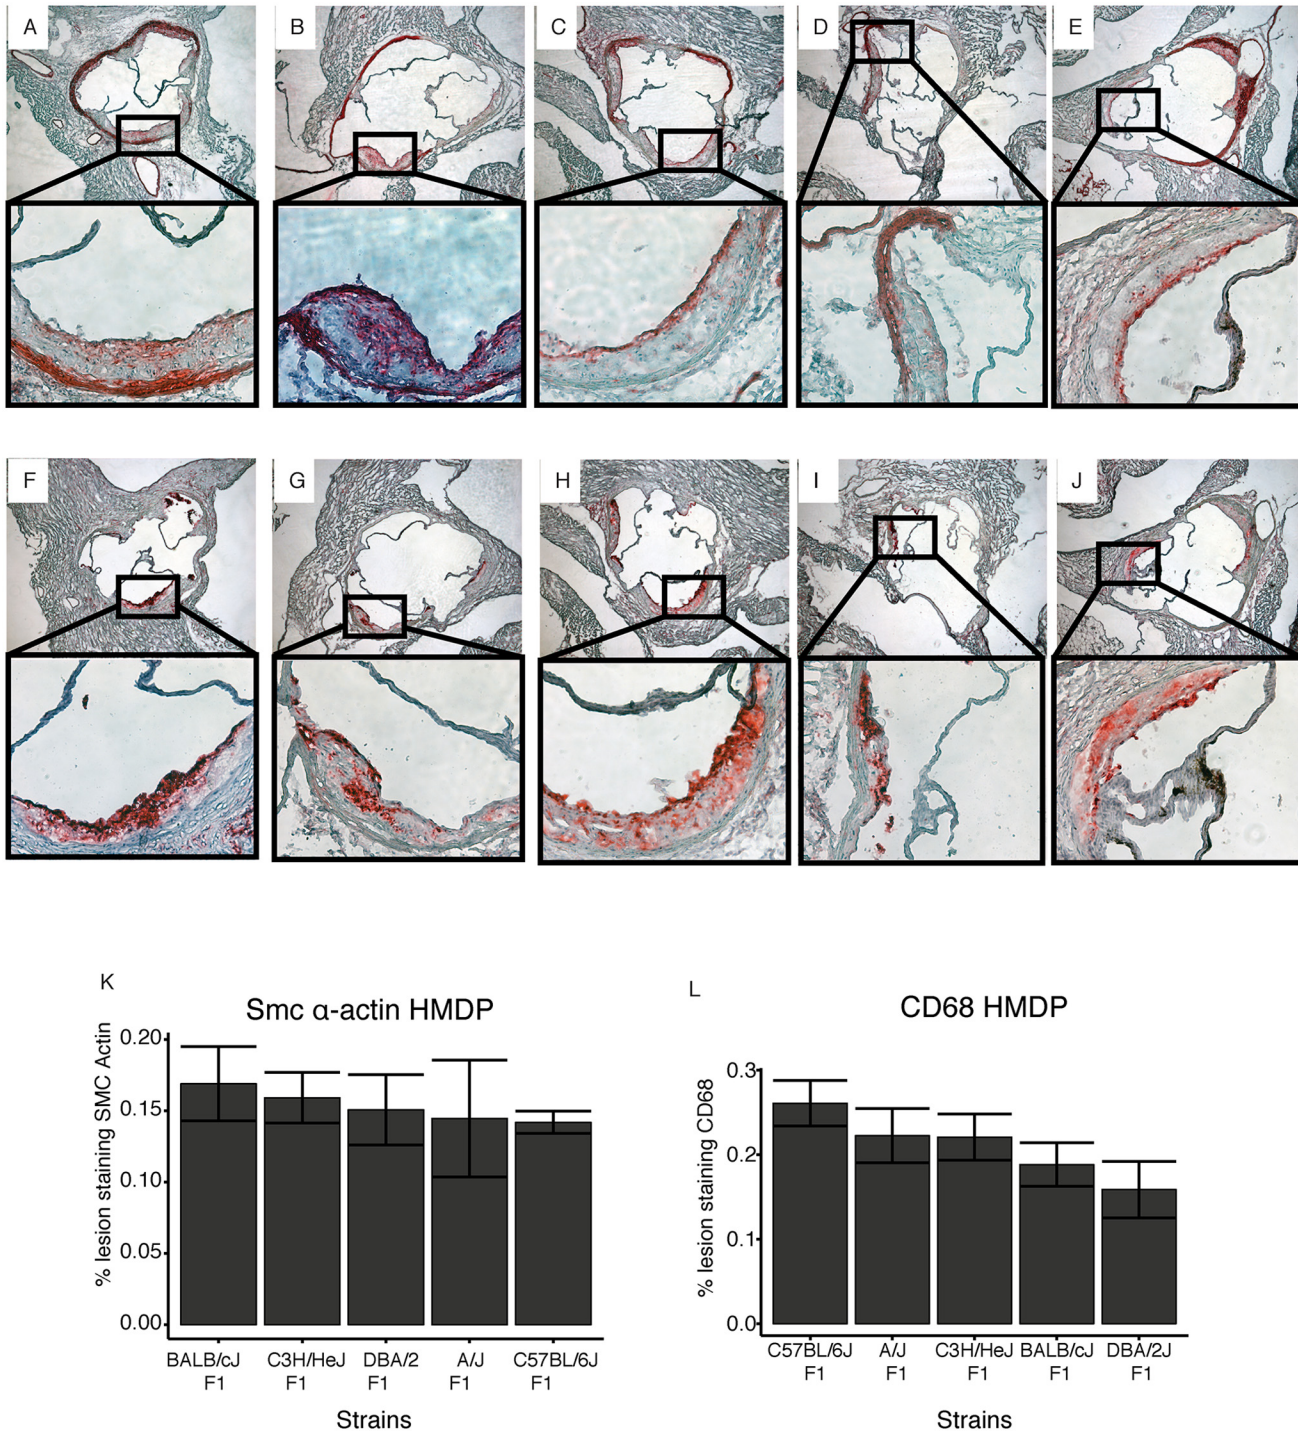 A
B
C
D
E
F
G
H
I
J
K
Smc α-actin HMDP
% lesion staining SMC Actin
0.20
0.15
0.10
0.05
0.00
BALB/cJ F1
C3H/HeJ F1
DBA/2 F1
A/J F1
C57BL/6J F1
Strains
L
CD68 HMDP
% lesion staining CD68
0.3
0.2
0.1
0.0
C57BL/6J F1
A/J F1
C3H/HeJ F1
BALB/cJ F1
DBA/2J F1
Strains